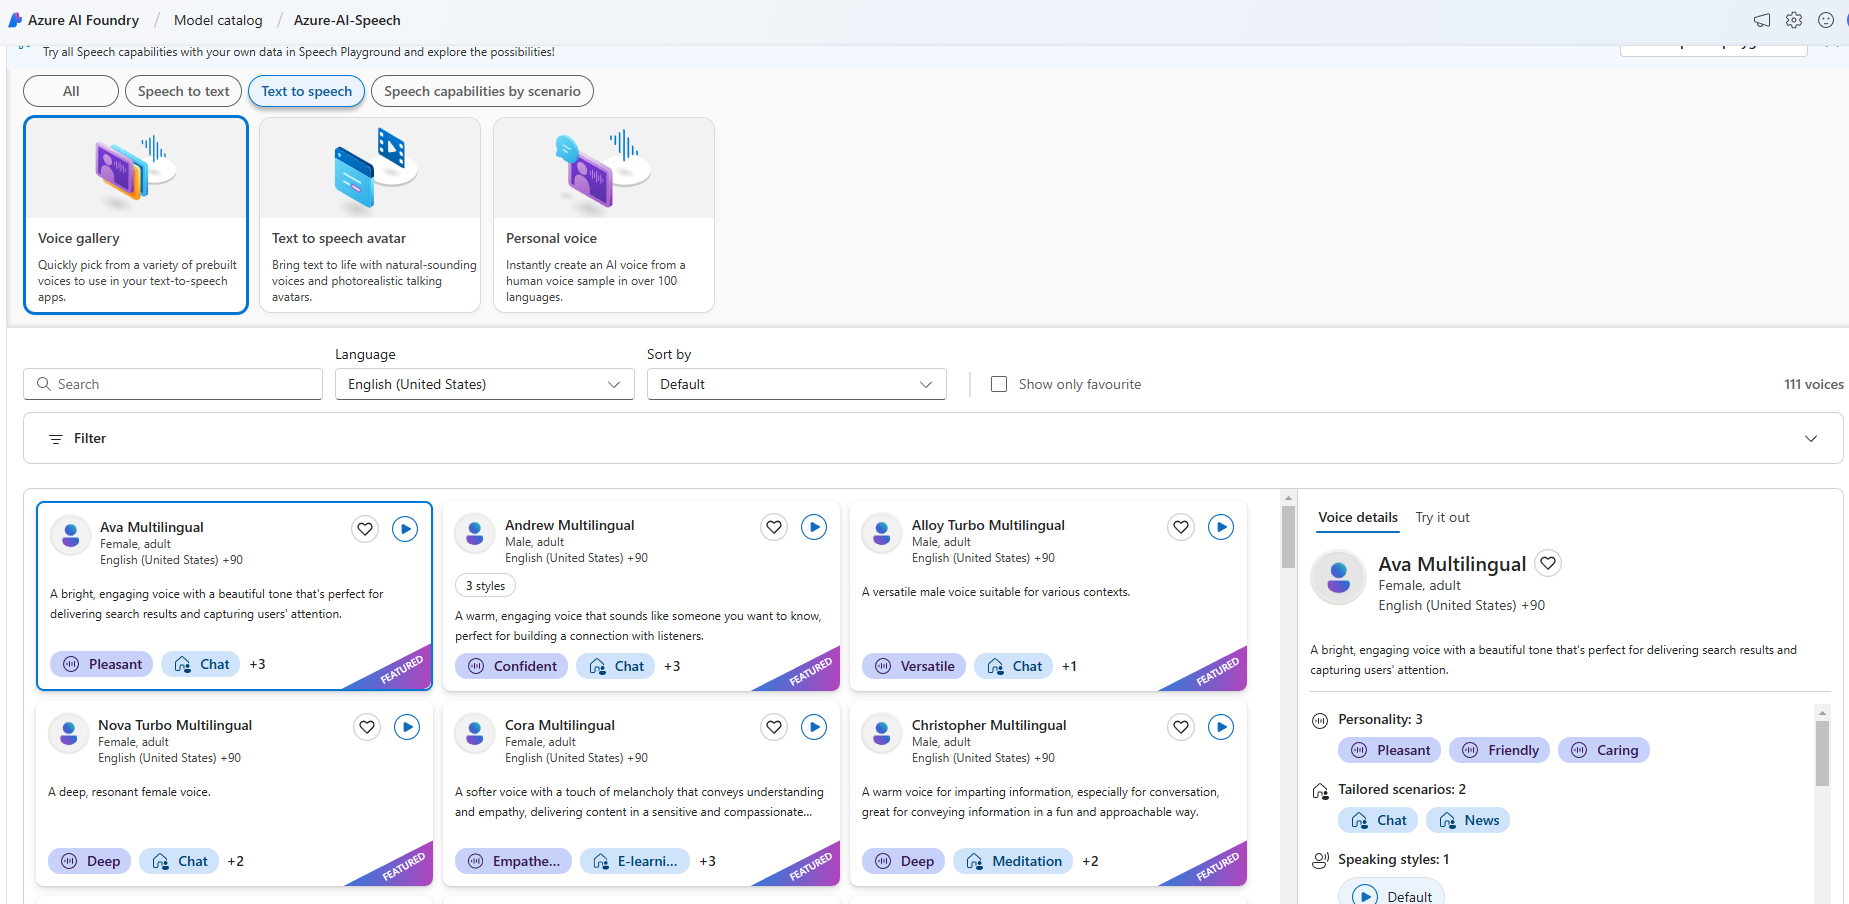 Azure AI Foundry / Model catalog / Azure-AI-Speech
Try all Speech capabilities with your own data in Speech Playground and explore the possibilities!
All
Speech to text
Text to speech
Speech capabilities by scenario
Voice gallery
Quickly pick from a variety of prebuilt
voices to use in your text-to-speech
apps.
Text to speech avatar
Bring text to life with natural-sounding
voices and photorealistic talking
avatars.
Personal voice
Instantly create an AI voice from a
human voice sample in over 100
languages.
Language
Sort by
Search
English (United States)
Default
Show only favourite
111 voices
Filter
Ava Multilingual
Female, adult
English (United States) +90
A bright, engaging voice with a beautiful tone that's perfect for
delivering search results and capturing users' attention.
Pleasant
Chat
+3
FEATURED
Andrew Multilingual
Male, adult
English (United States) +90
3 styles
A warm, engaging voice that sounds like someone you want to know,
perfect for building a connection with listeners.
Confident
Chat
+3
FEATURED
Alloy Turbo Multilingual
Male, adult
English (United States) +90
A versatile male voice suitable for various contexts.
Versatile
Chat
+1
FEATURED
Nova Turbo Multilingual
Female, adult
English (United States) +90
A deep, resonant female voice.
Deep
Chat
+2
FEATURED
Cora Multilingual
Female, adult
English (United States) +90
A softer voice with a touch of melancholy that conveys understanding
and empathy, delivering content in a sensitive and compassionate...
Empathe...
E-learni...
+3
FEATURED
Christopher Multilingual
Male, adult
English (United States) +90
A warm voice for imparting information, especially for conversation,
great for conveying information in a fun and approachable way.
Deep
Meditation
+2
FEATURED
Voice details
Try it out
Ava Multilingual
Female, adult
English (United States) +90
A bright, engaging voice with a beautiful tone that's perfect for delivering search results and
capturing users' attention.
Personality: 3
Pleasant
Friendly
Caring
Tailored scenarios: 2
Chat
News
Speaking styles: 1
Default